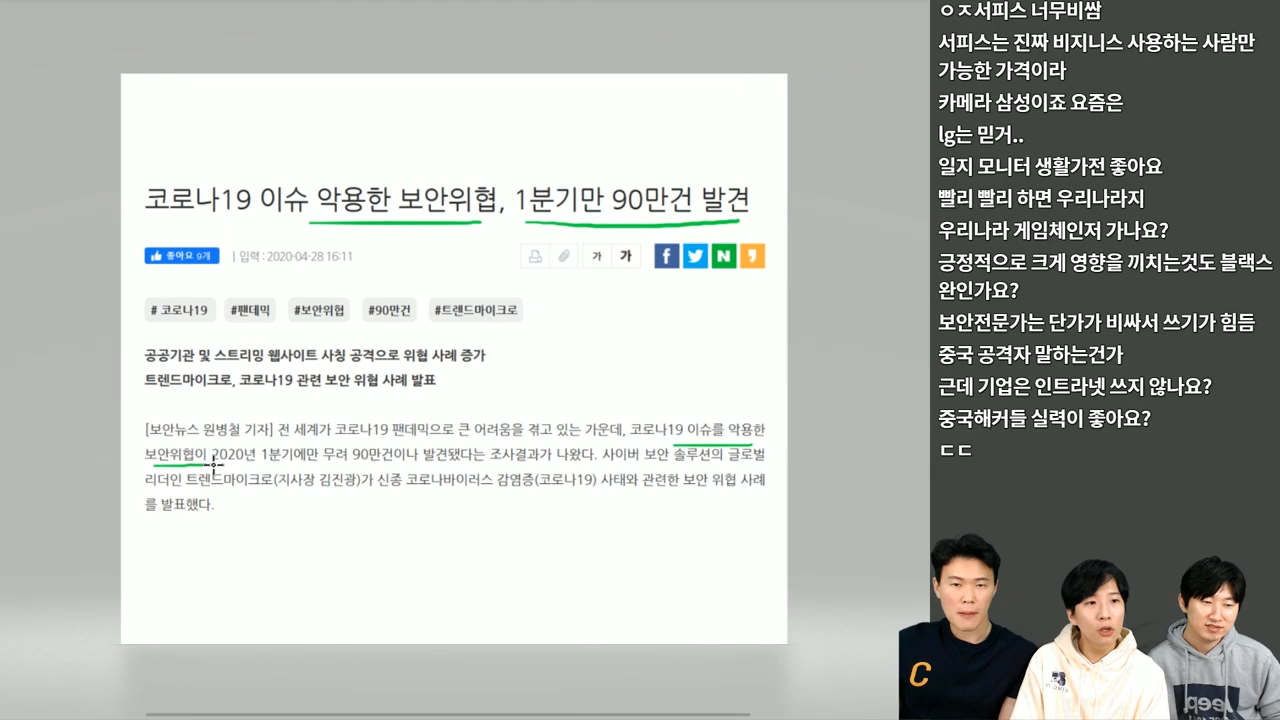 코로나19 이슈 악용한 보안위협, 1분기만 90만건 발견
좋아요 9개 | 입력 : 2020-04-28 16:11
가 가 f N
# 코로나19 #팬데믹 #보안위협 #90만건 #트렌드마이크로
공공기관 및 스트리밍 웹사이트 사칭 공격으로 위협 사례 증가
트렌드마이크로, 코로나19 관련 보안 위협 사례 발표
[보안뉴스 원병철 기자] 전 세계가 코로나19 팬데믹으로 큰 어려움을 겪고 있는 가운데, 코로나19 이슈를 악용한
보안위협이 2020년 1분기에만 무려 90만건이나 발견됐다는 조사결과가 나왔다. 사이버 보안 솔루션의 글로벌
리더인 트렌드마이크로(지사장 김진광)가 신종 코로나바이러스 감염증(코로나19) 사태와 관련한 보안 위협 사례
를 발표했다.
ㅇㅈ서피스 너무비쌈
서피스는 진짜 비지니스 사용하는 사람만
가능한 가격이라
카메라 삼성이죠 요즘은
lg는 믿거..
일지 모니터 생활가전 좋아요
빨리 빨리 하면 우리나라지
우리나라 게임체인저 가나요?
긍정적으로 크게 영향을 끼치는것도 블랙스
완인가요?
보안전문가는 단가가 비싸서 쓰기가 힘듬
중국 공격자 말하는건가
근데 기업은 인트라넷 쓰지 않나요?
중국해커들 실력이 좋아요?
ㄷㄷ
C
Jeep